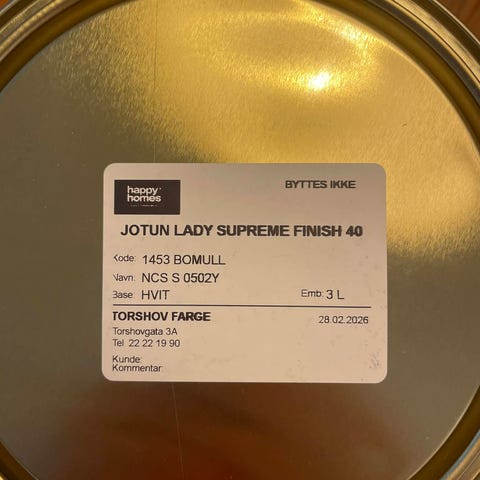 happy
homes
BYTTES IKKE
JOTUN LADY SUPREME FINISH 40
Kode: 1453 BOMULL
Navn: NCS S 0502Y
Base: HVIT Emb: 3 L
TORSHOV FARGE 28.02.2026
Torshovgata 3A
Tel 22 22 19 90
Kunde:
Kommentar: